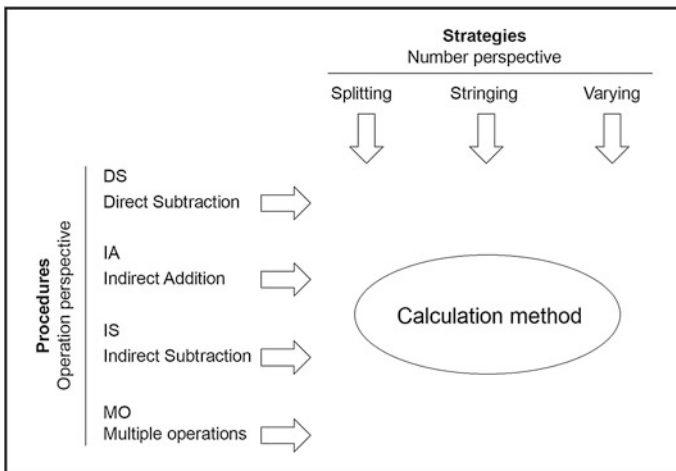 Strategies
Number perspective
Splitting
Stringing
Varying
Procedures
Operation perspective
DS
Direct Subtraction
IA
Indirect Addition
IS
Indirect Subtraction
MO
Multiple operations
Calculation method